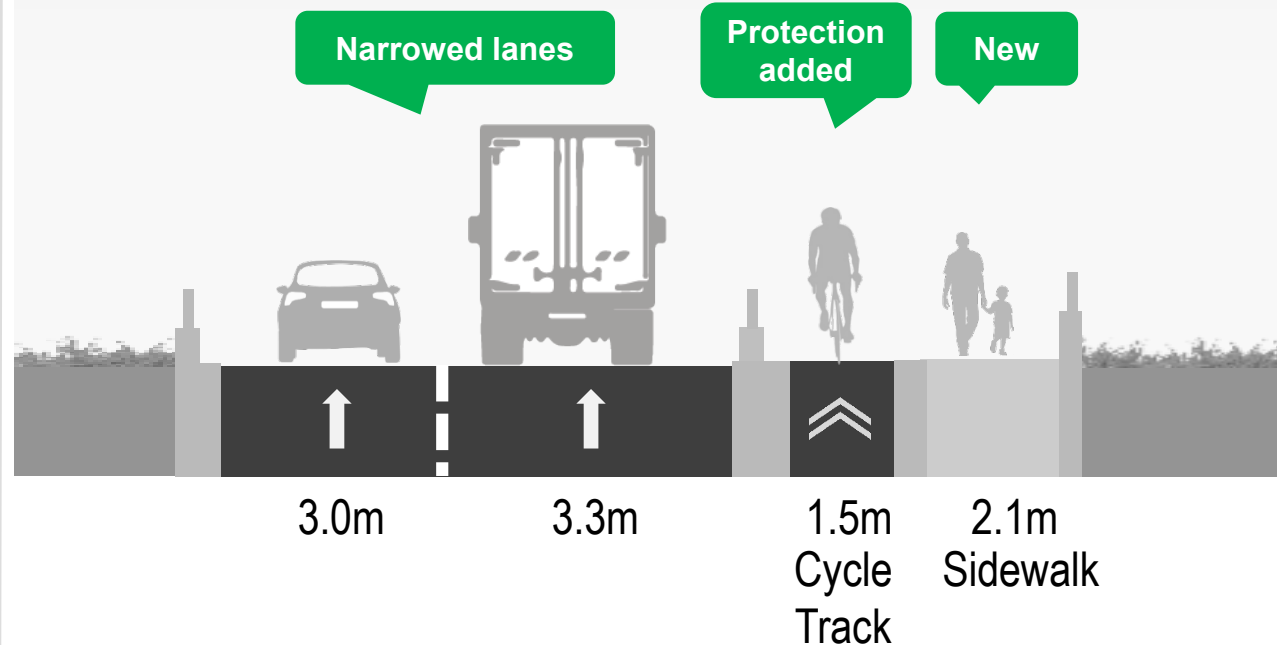 Narrowed lanes
Protection
added
New
3.0m
3.3m
1.5m
Cycle
Track
2.1m
Sidewalk